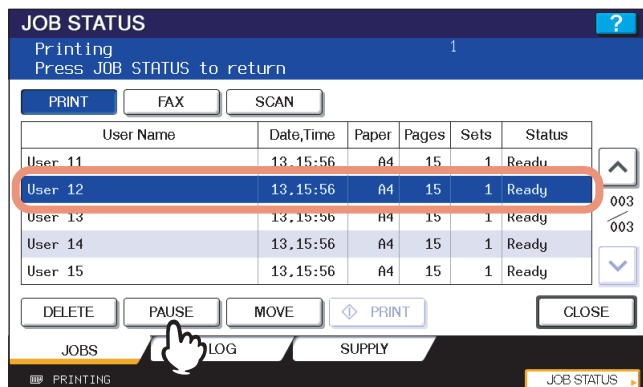 JOB STATUS ?
Printing 1
Press JOB STATUS to return
PRINT FAX SCAN
User Name Date,Time Paper Pages Sets Status
User 11 13,15:56 A4 15 1 Ready
User 12 13,15:56 A4 15 1 Ready
003
User 13 13,15:56 A4 15 1 Ready
003
User 14 13,15:56 A4 15 1 Ready
User 15 13,15:56 A4 15 1 Ready
DELETE PAUSE MOVE PRINT CLOSE
JOBS LOG SUPPLY
PRINTING JOB STATUS